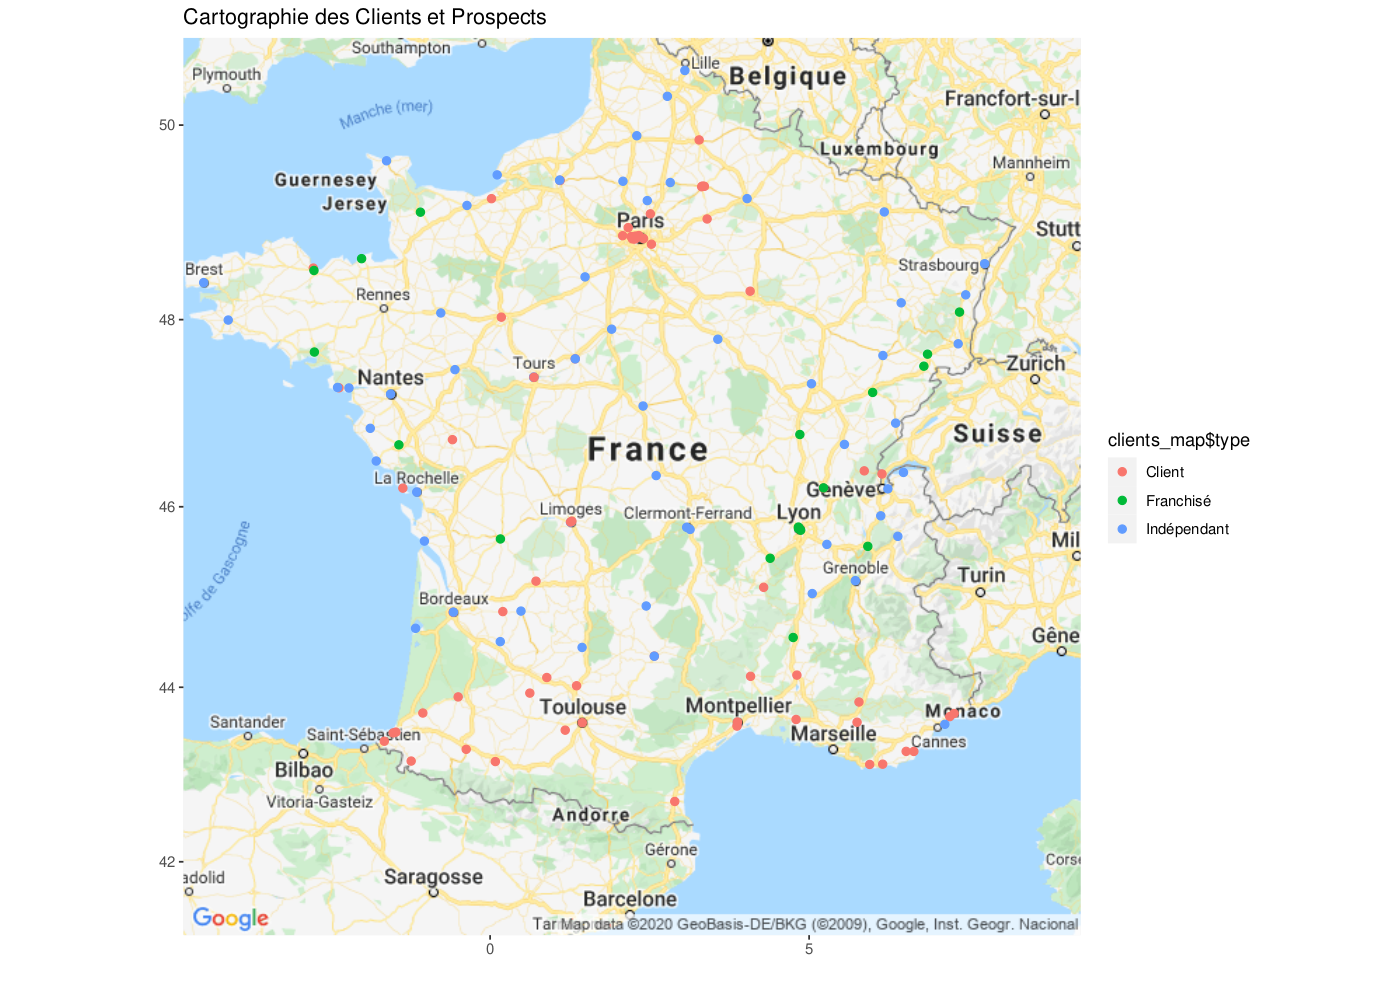 Cartographie des Clients et Prospects
Southampton
Lille
Plymouth
Belgique
Francfort-sur-l
Manche (mer)
50
Luxembourg
Mannheim
Guernesey
Jersey
Paris
Stutt
Brest
Strasbourg
Rennes
48
Tours
Zurich
Nantes
France
Suisse
clients_map$type
La Rochelle
Client
Genève
Franchisé
46
Limoges
Clermont-Ferrand
Lyon
Indépendant
Mil
olfe de Gascogne
Grenoble
Turin
Bordeaux
Gêne
44
Toulouse
Montpellier
Monaco
Santander
Saint-Sébastien
Marseille
Cannes
Bilbao
Vitoria-Gasteiz
Andorre
Gérone
42
Corse
adolid
Saragosse
Barcelone
Google
Tar
Map data ©2020 GeoBasis-DE/BKG (©2009), Google, Inst. Geogr. Nacional
0
5